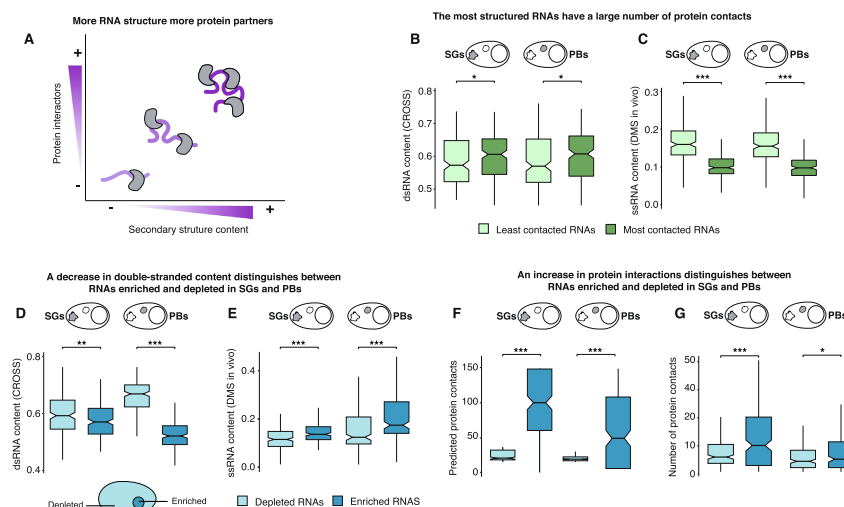 More RNA structure more protein partners
The most structured RNAs have a large number of protein contacts
A
+
Protein interactors
-
-
+
Secondary struture content
B
SGs
PBs
*
*
dsRNA content (CROSS)
0.8
0.7
0.6
0.5
C
SGs
PBs
***
***
ssRNA content (DMS in vivo)
0.3
0.2
0.1
0.0
Least contacted RNAs
Most contacted RNAs
A decrease in double-stranded content distinguishes between
RNAs enriched and depleted in SGs and PBs
An increase in protein interactions distinguishes between
RNAs enriched and depleted in SGs and PBs
D
SGs
PBs
**
***
dsRNA content (CROSS)
0.8
0.6
0.4
Depleted
Enriched
E
SGs
PBs
***
***
ssRNA content (DMS in vivo)
0.4
0.2
0.0
Depleted RNAs
Enriched RNAS
F
SGs
PBs
***
***
Predicted protein contacts
150
100
50
0
G
SGs
PBs
***
*
Number of protein contacts
50
30
20
10
0